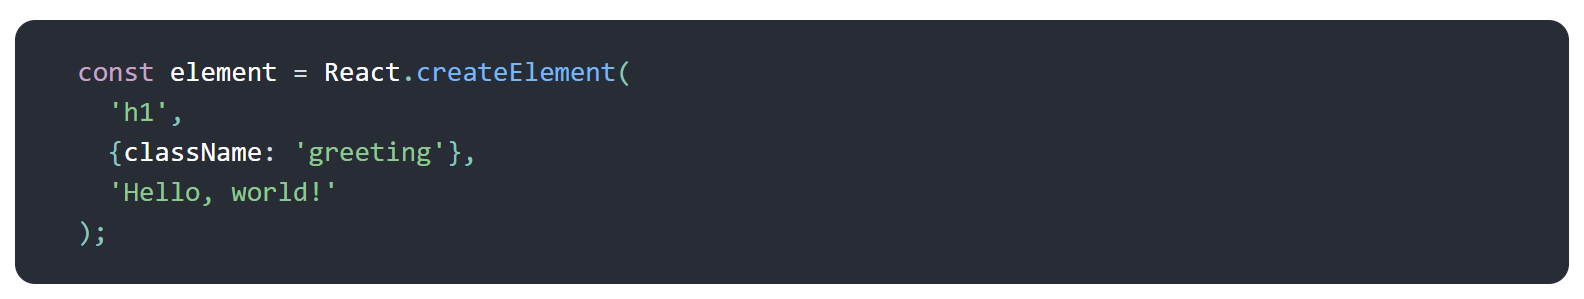 const element = React.createElement(
  'h1',
  {className: 'greeting'},
  'Hello, world!'
);